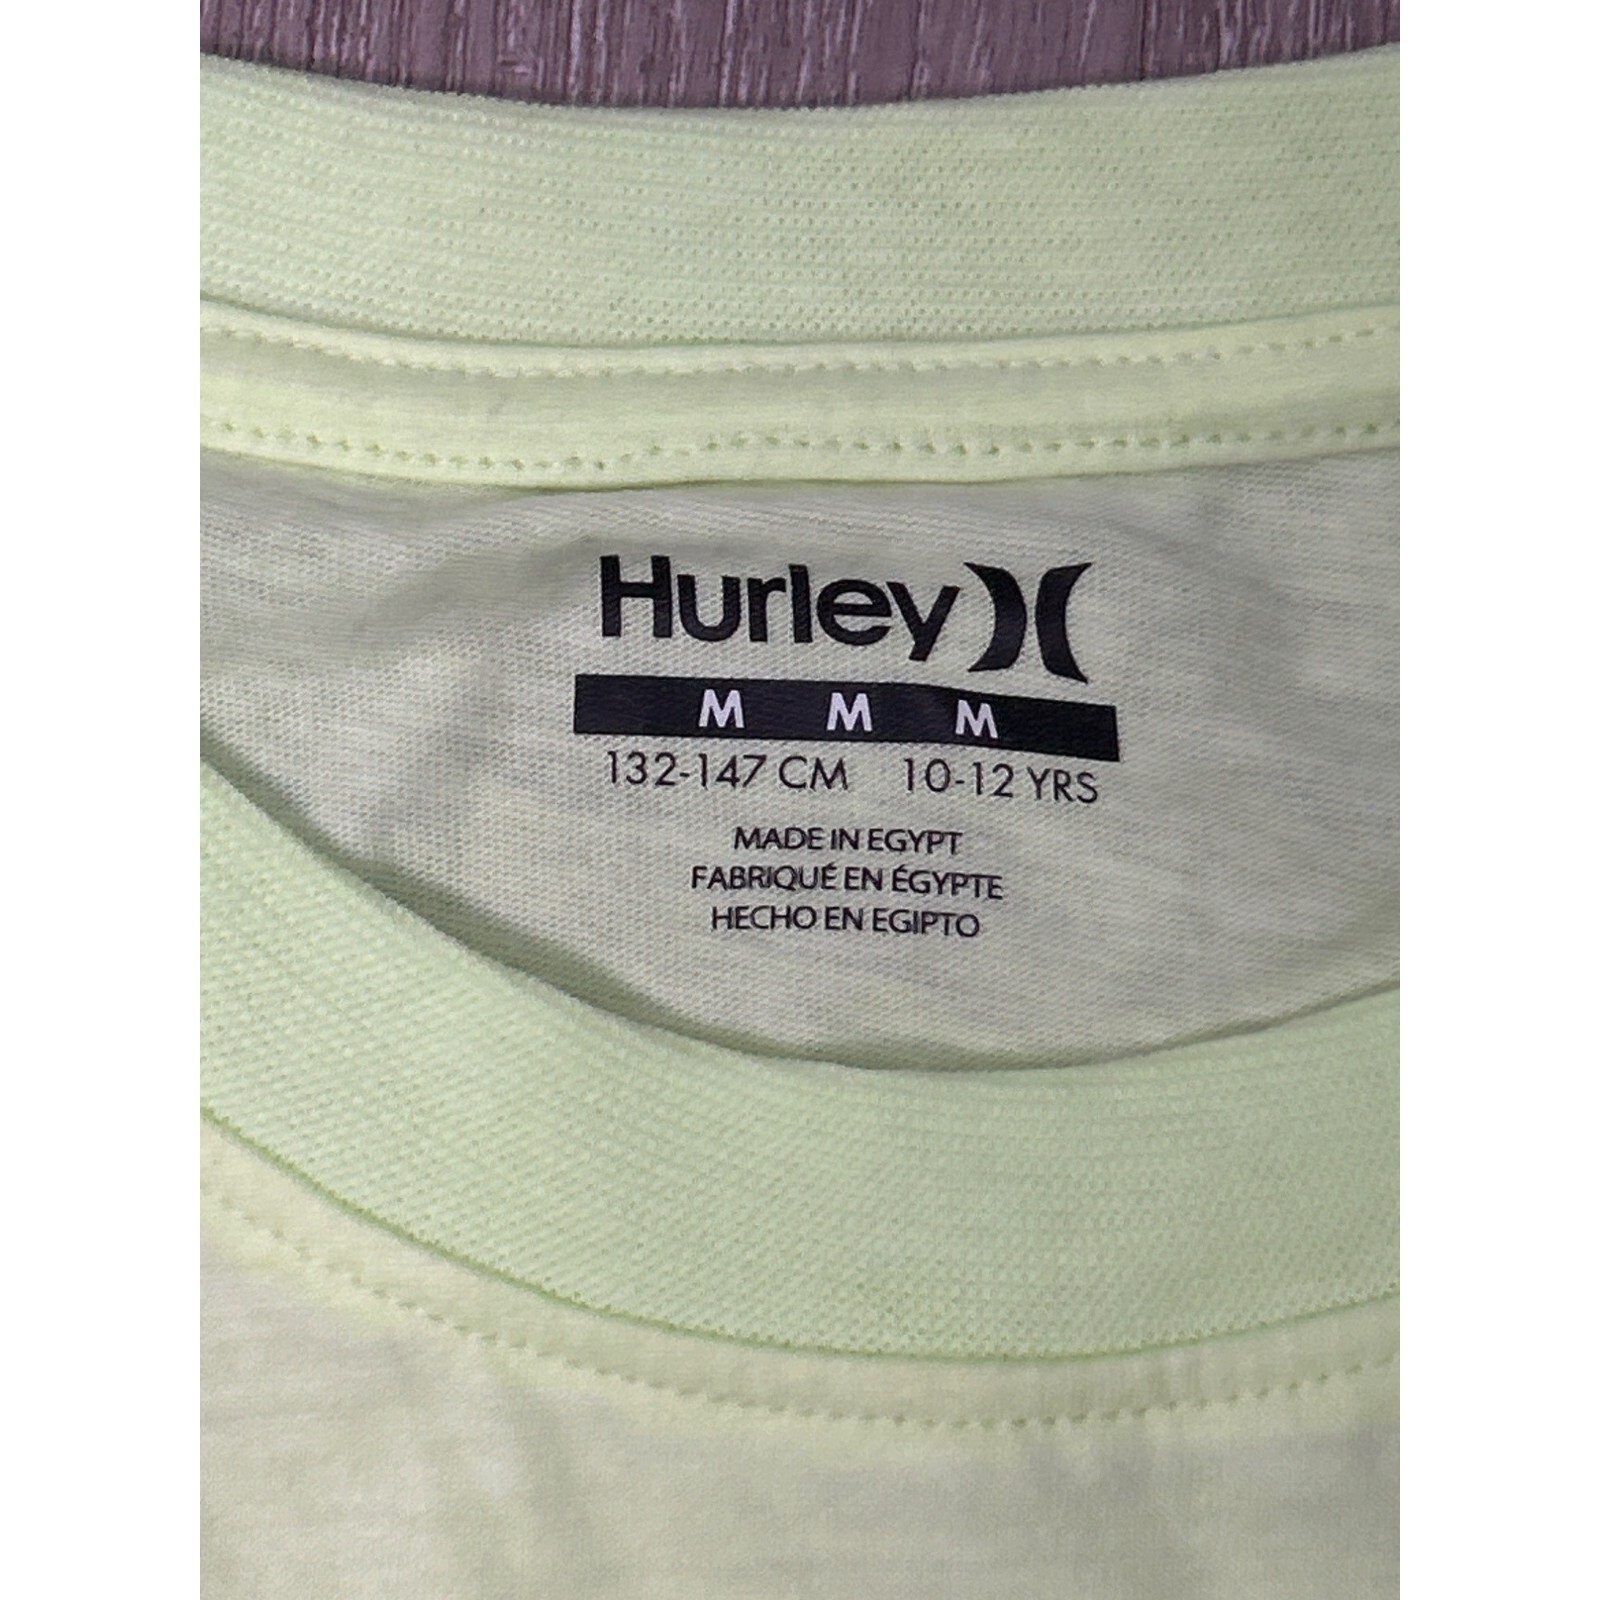 Hurley
M M M
132-147 CM 10-12 YRS
MADE IN EGYPT
FABRIQUÉ EN ÉGYPTE
HECHO EN EGIPTO